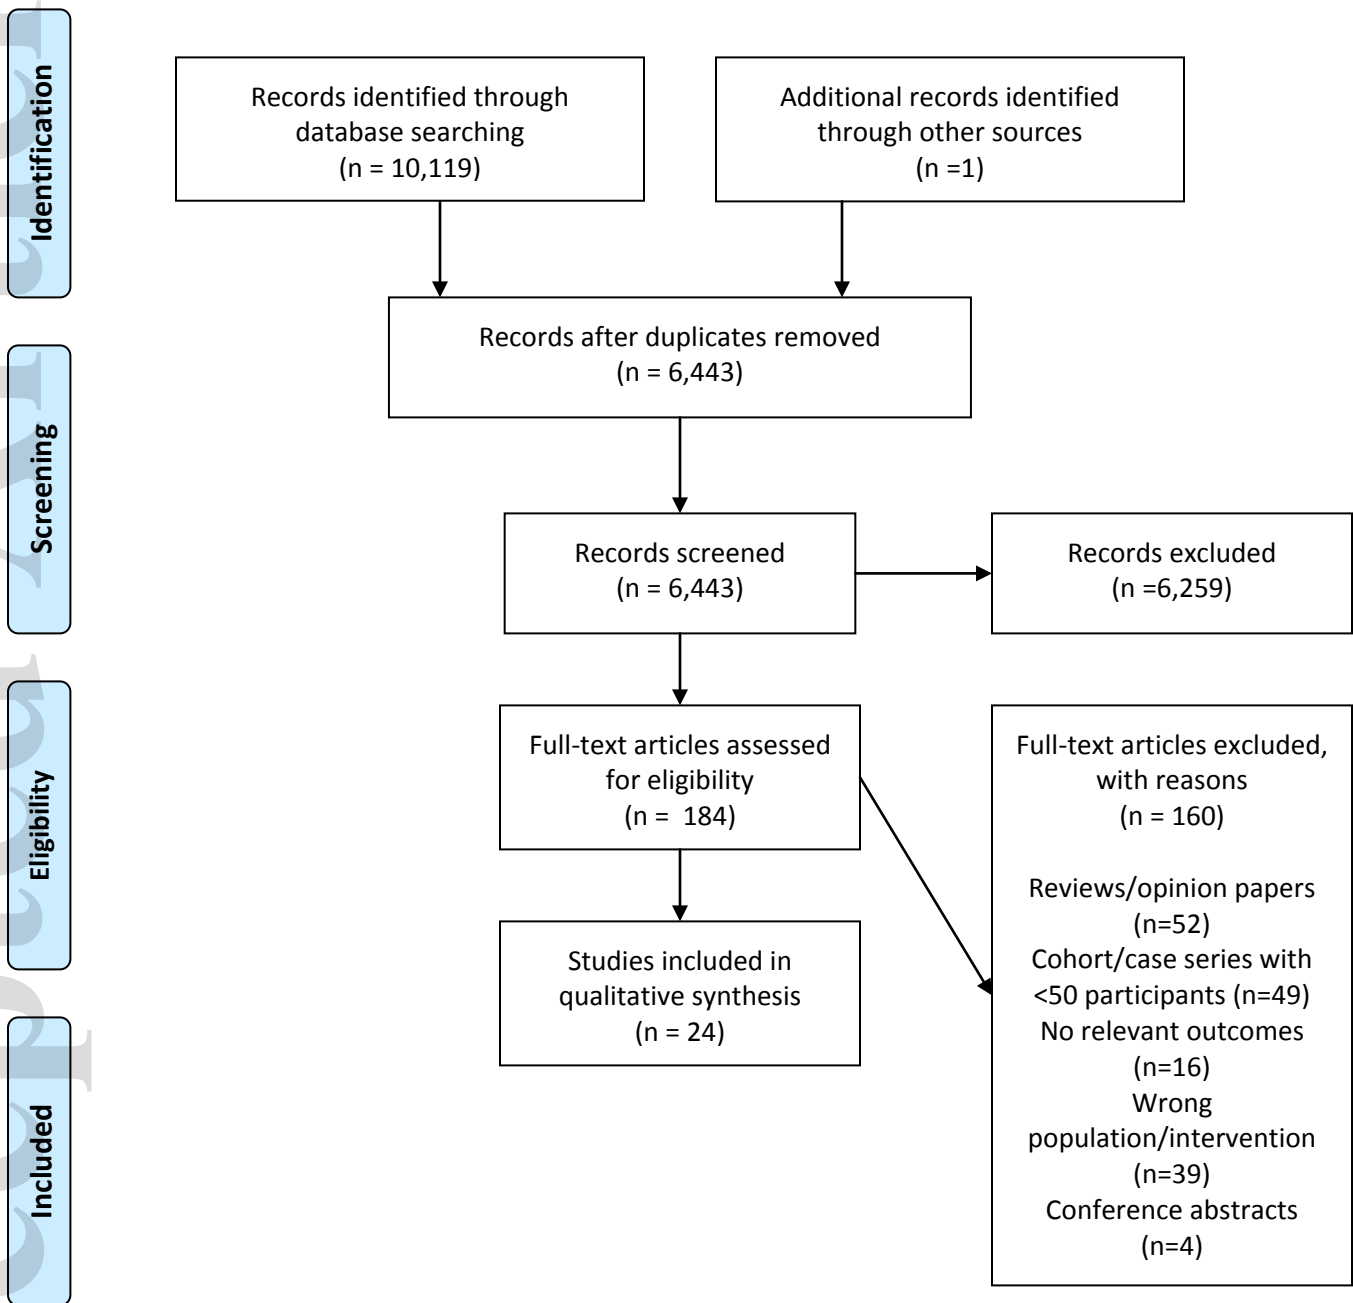 Identification
Records identified through
database searching
(n = 10,119)
Additional records identified
through other sources
(n =1)
Records after duplicates removed
(n = 6,443)
Screening
Records screened
(n = 6,443)
Records excluded
(n =6,259)
Eligibility
Full-text articles assessed
for eligibility
(n =  184)
Full-text articles excluded,
with reasons
(n = 160)
Reviews/opinion papers
(n=52)
Cohort/case series with
<50 participants (n=49)
No relevant outcomes
(n=16)
Wrong
population/intervention
(n=39)
Conference abstracts
(n=4)
Included
Studies included in
qualitative synthesis
(n = 24)